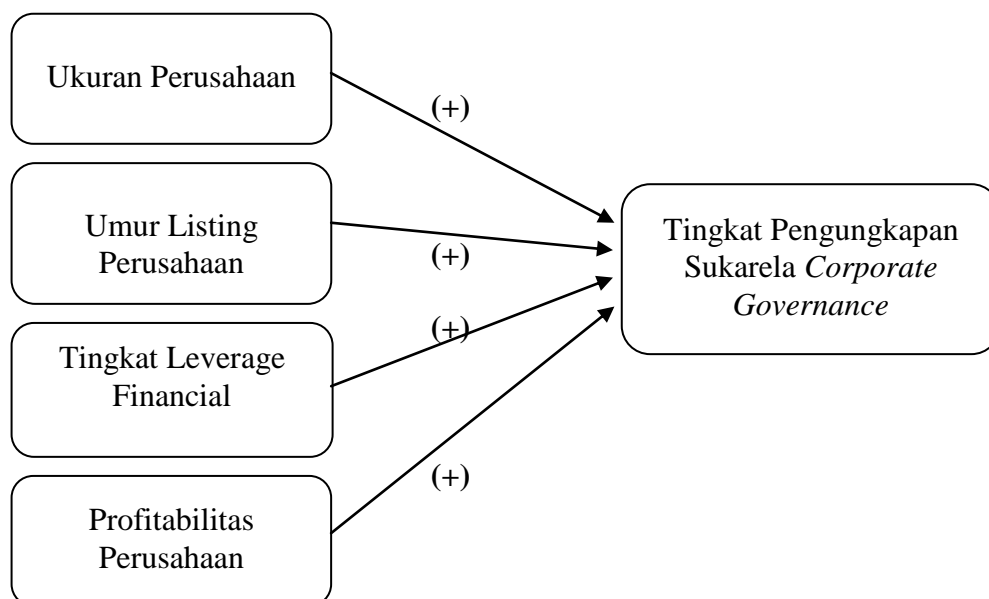 Ukuran Perusahaan
(+)
Umur Listing
Perusahaan
(+)
Tingkat Leverage
Financial
(+)
Profitabilitas
Perusahaan
(+)
Tingkat Pengungkapan
Sukarela Corporate
Governance